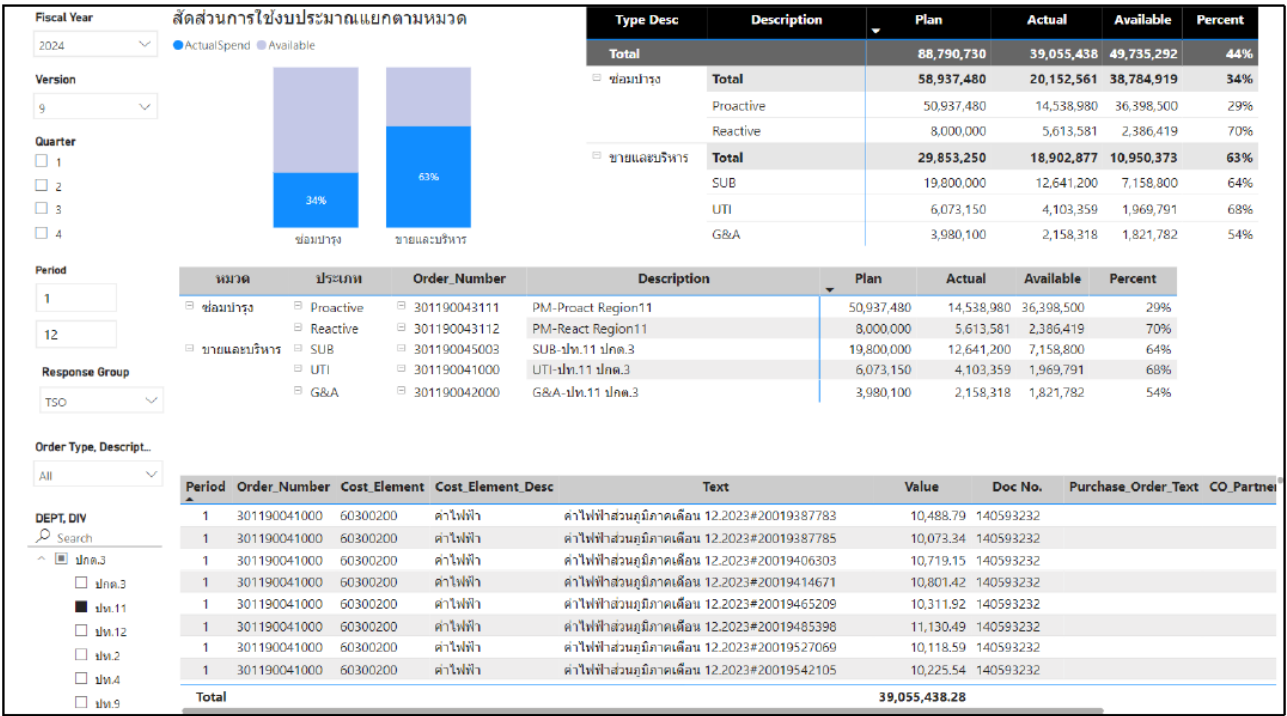 Fiscal Year
2024
Version
9
Quarter
1
2
3
4
Period
1
12
Response Group
TSO
Order Type, Descript...
All
DEPT, DIV
Search
ปกต.3
ปกต.3
ปท.11
ปท.12
ปท.2
ปท.4
ปท.9
สัดส่วนการใช้งบประมาณแยกตามหมวด
ActualSpend Available
34% 63%
ซ่อมบำรุง ขายและบริหาร
Type Desc Description Plan Actual Available Percent
Total 88,790,730 39,055,438 49,735,292 44%
ซ่อมบำรุง Total 58,937,480 20,152,561 38,784,919 34%
Proactive 50,937,480 14,538,980 36,398,500 29%
Reactive 8,000,000 5,613,581 2,386,419 70%
ขายและบริหาร Total 29,853,250 18,902,877 10,950,373 63%
SUB 19,800,000 12,641,200 7,158,800 64%
UTI 6,073,150 4,103,359 1,969,791 68%
G&A 3,980,100 2,158,318 1,821,782 54%
หมวด ประเภท Order_Number Description Plan Actual Available Percent
ซ่อมบำรุง Proactive 301190043111 PM-Proact Region11 50,937,480 14,538,980 36,398,500 29%
Reactive 301190043112 PM-React Region11 8,000,000 5,613,581 2,386,419 70%
ขายและบริหาร SUB 301190045003 SUB-ปท.11 ปกต.3 19,800,000 12,641,200 7,158,800 64%
UTI 301190041000 UTI-ปท.11 ปกต.3 6,073,150 4,103,359 1,969,791 68%
G&A 301190042000 G&A-ปท.11 ปกต.3 3,980,100 2,158,318 1,821,782 54%
Period Order_Number Cost_Element Cost_Element_Desc Text Value Doc No. Purchase_Order_Text CO_Partner
1 301190041000 60300200 ค่าไฟฟ้า ค่าไฟฟ้าส่วนภูมิภาคเดือน 12.2023#20019387783 10,488.79 140593232
1 301190041000 60300200 ค่าไฟฟ้า ค่าไฟฟ้าส่วนภูมิภาคเดือน 12.2023#20019387785 10,073.34 140593232
1 301190041000 60300200 ค่าไฟฟ้า ค่าไฟฟ้าส่วนภูมิภาคเดือน 12.2023#20019406303 10,719.15 140593232
1 301190041000 60300200 ค่าไฟฟ้า ค่าไฟฟ้าส่วนภูมิภาคเดือน 12.2023#20019414671 10,801.42 140593232
1 301190041000 60300200 ค่าไฟฟ้า ค่าไฟฟ้าส่วนภูมิภาคเดือน 12.2023#20019465209 10,311.92 140593232
1 301190041000 60300200 ค่าไฟฟ้า ค่าไฟฟ้าส่วนภูมิภาคเดือน 12.2023#20019485398 11,130.49 140593232
1 301190041000 60300200 ค่าไฟฟ้า ค่าไฟฟ้าส่วนภูมิภาคเดือน 12.2023#20019527069 10,118.59 140593232
1 301190041000 60300200 ค่าไฟฟ้า ค่าไฟฟ้าส่วนภูมิภาคเดือน 12.2023#20019542105 10,225.54 140593232
Total 39,055,438.28